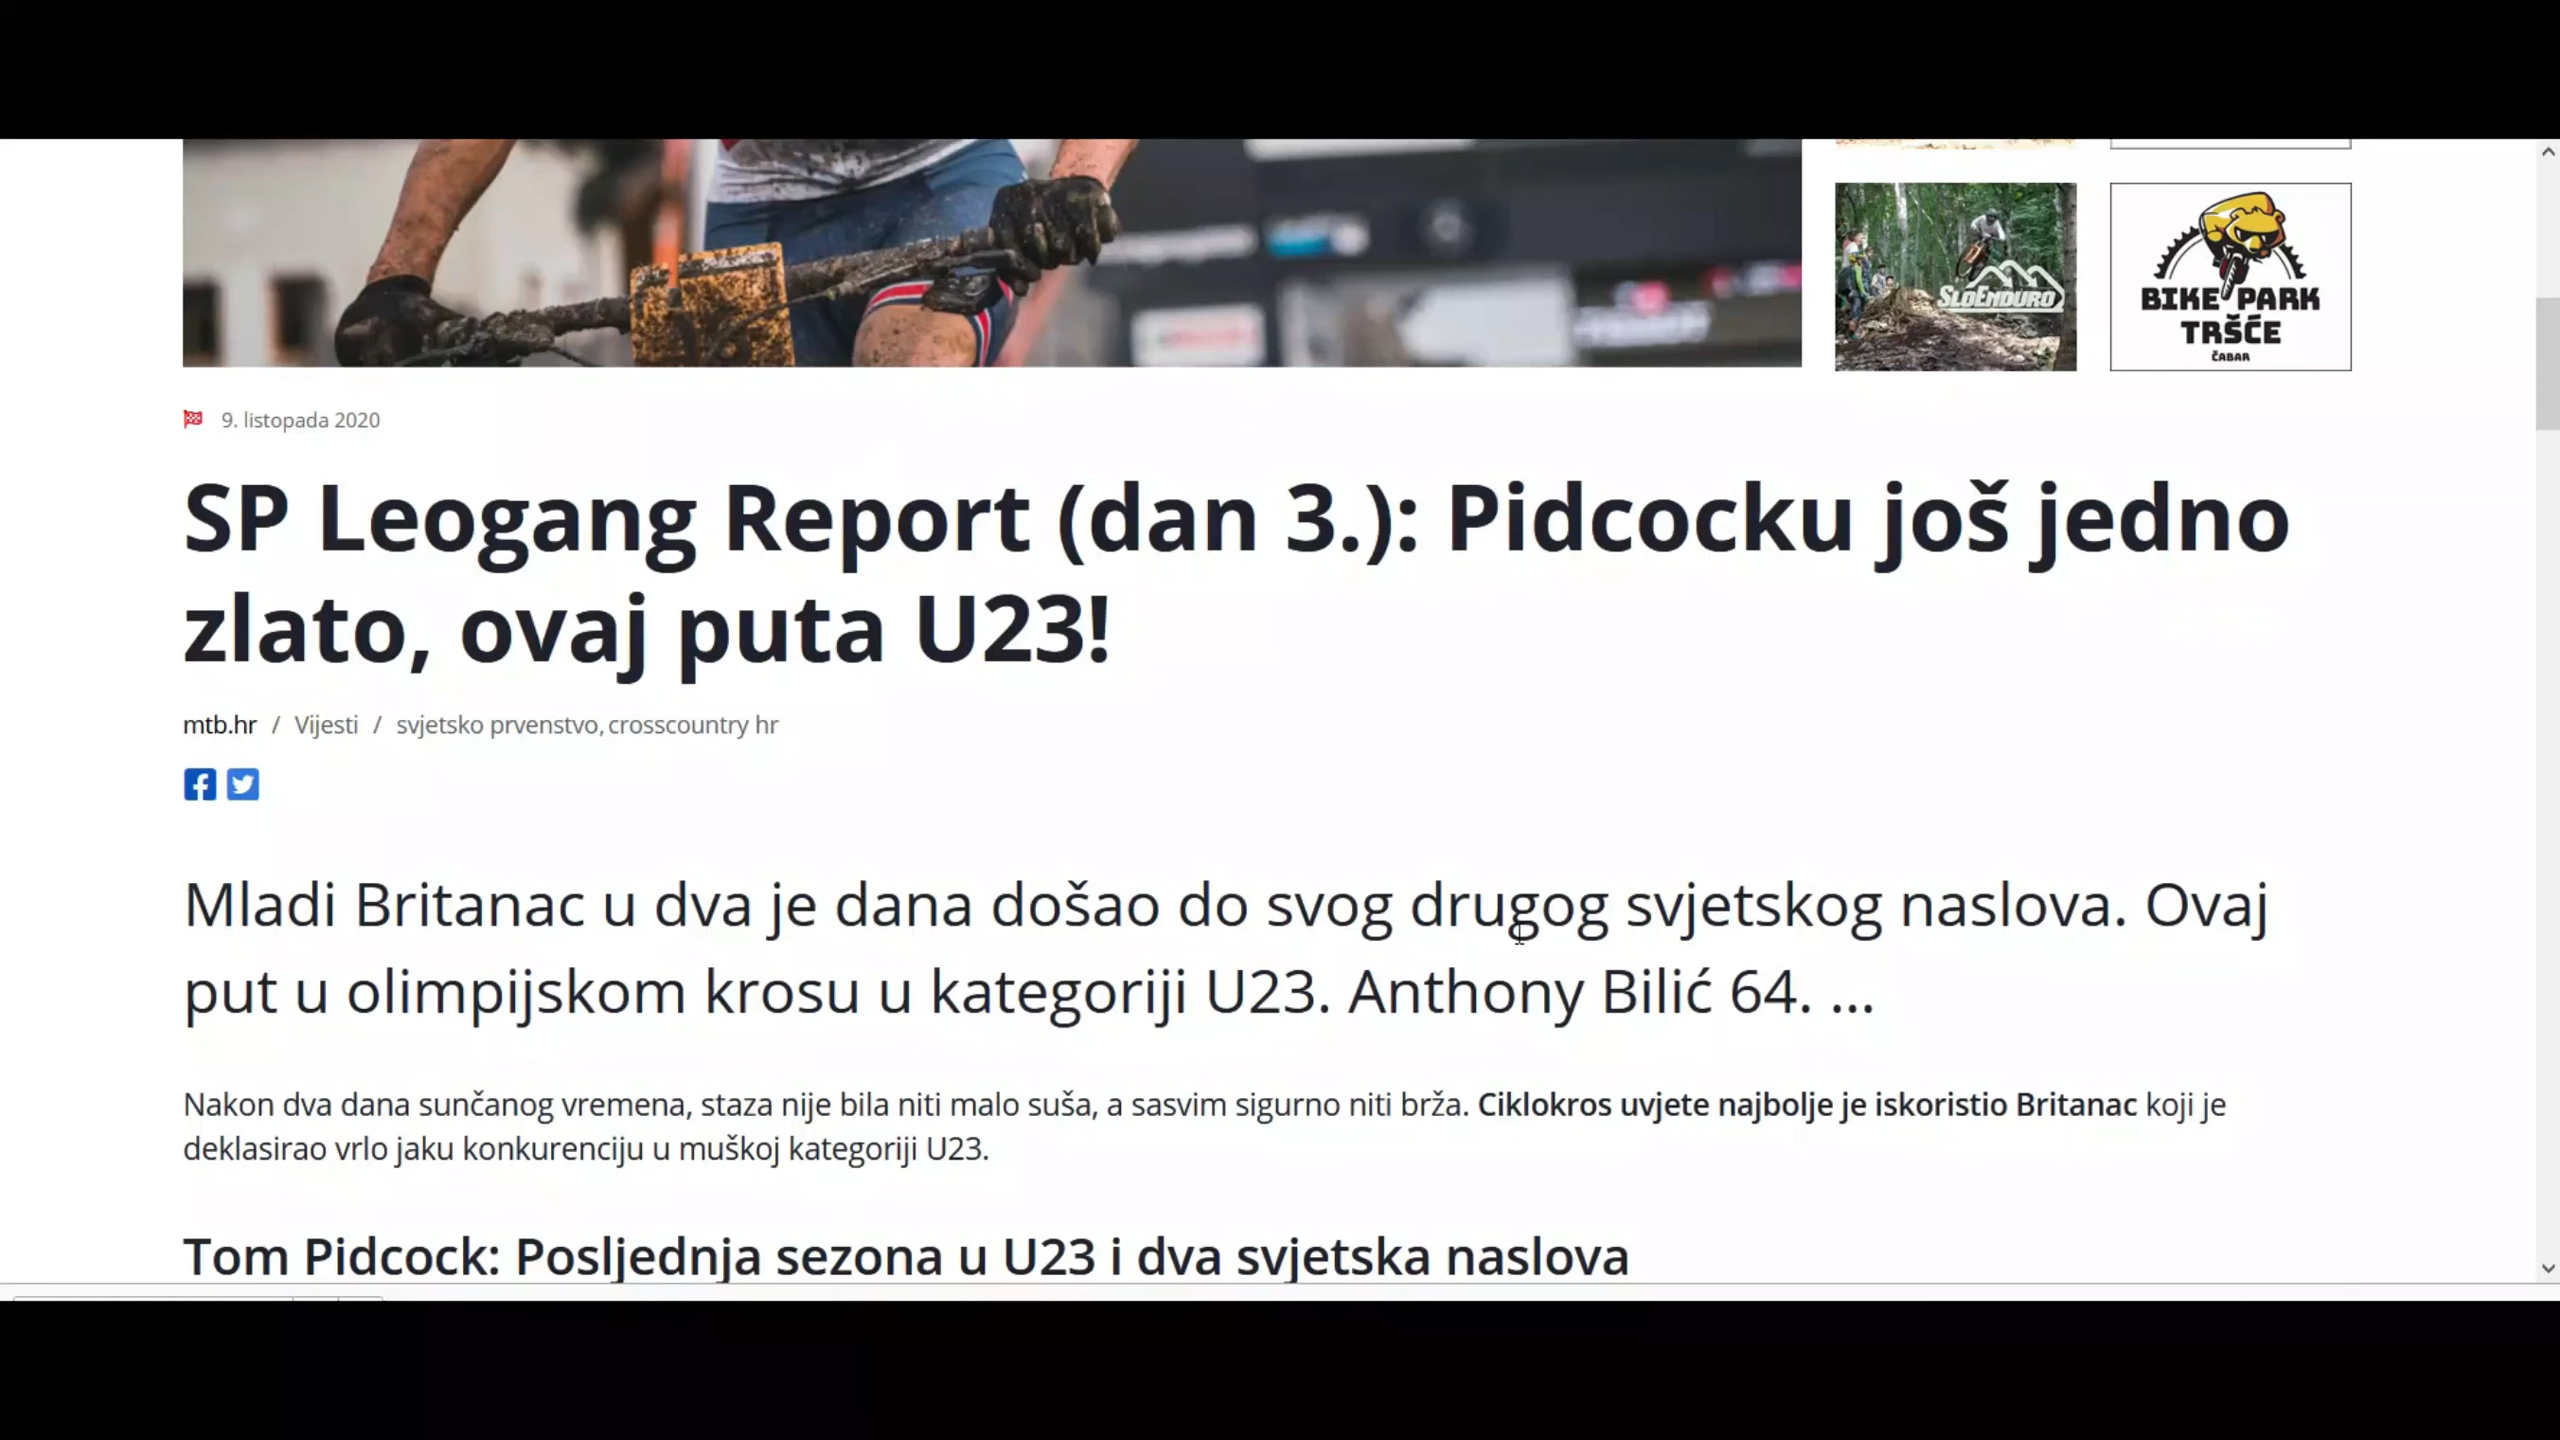 SLOENDURO
BIKE PARK
TRŠĆE
ČABAR
9. listopada 2020
SP Leogang Report (dan 3.): Pidcocku još jedno
zlato, ovaj puta U23!
mtb.hr / Vijesti / svjetsko prvenstvo, crosscountry hr
Mladi Britanac u dva je dana došao do svog drugog svjetskog naslova. Ovaj
put u olimpijskom krosu u kategoriji U23. Anthony Bilić 64. ...
Nakon dva dana sunčanog vremena, staza nije bila niti malo suša, a sasvim sigurno niti brža. Ciklokros uvjete najbolje je iskoristio Britanac koji je
deklasirao vrlo jaku konkurenciju u muškoj kategoriji U23.
Tom Pidcock: Posljednja sezona u U23 i dva svjetska naslova